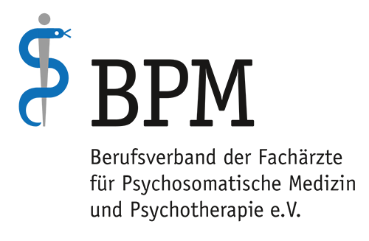 BPM
Berufsverband der Fachärzte
für Psychosomatische Medizin
und Psychotherapie e.V.